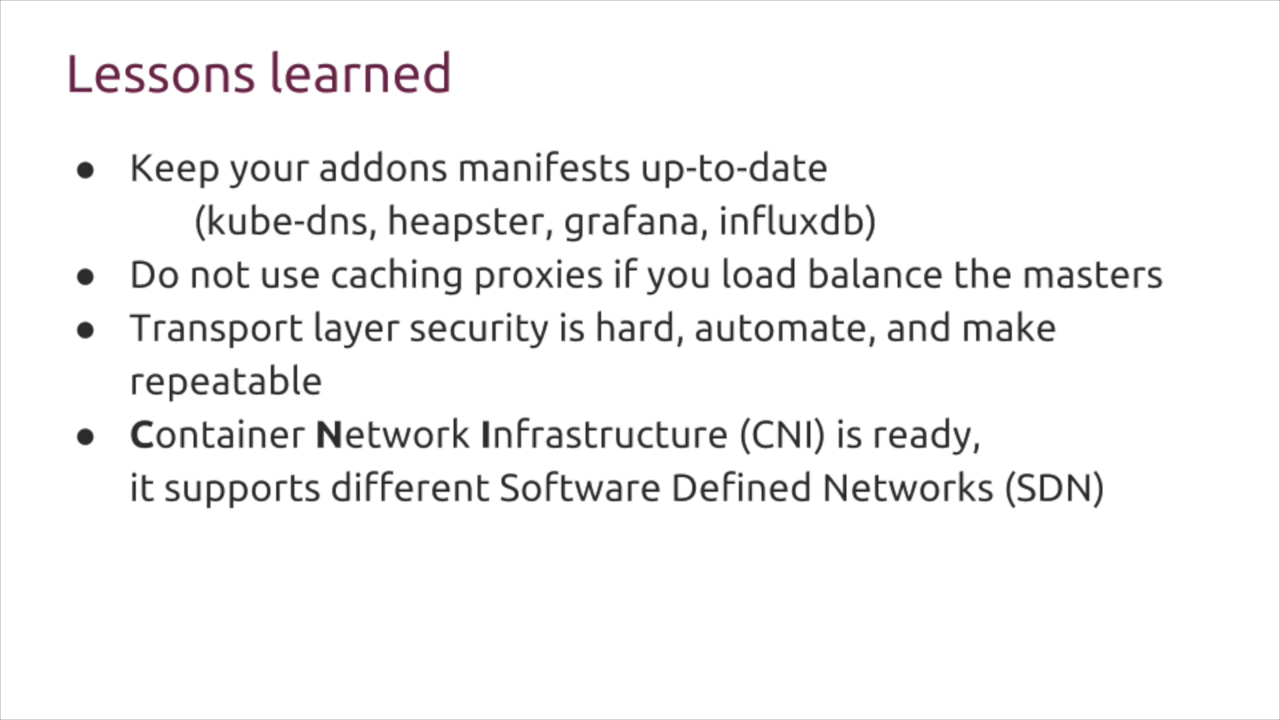 Lessons learned
● Keep your addons manifests up-to-date
(kube-dns, heapster, grafana, influxdb)
● Do not use caching proxies if you load balance the masters
● Transport layer security is hard, automate, and make
repeatable
● Container Network Infrastructure (CNI) is ready,
it supports different Software Defined Networks (SDN)